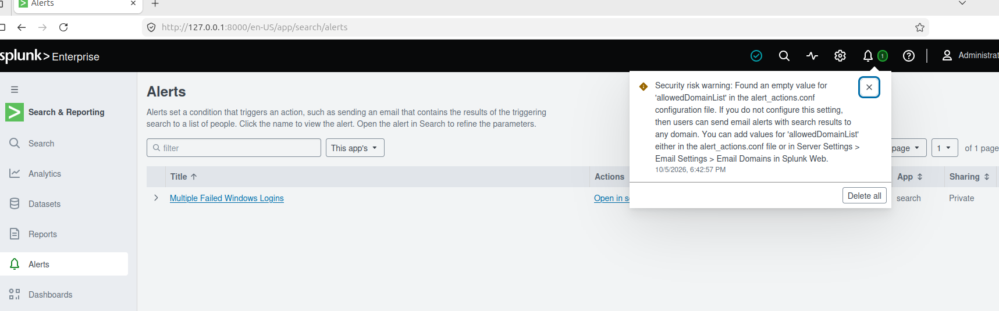 Alerts
http://127.0.0.1:8000/en-US/app/search/alerts
splunk> Enterprise
1
Administrat
Security risk warning: Found an empty value for
'allowedDomainList' in the alert_actions.conf
configuration file. If you do not configure this setting,
then users can send email alerts with search results to
any domain. You can add values for 'allowedDomainList'
either in the alert_actions.conf file or in Server Settings >
Email Settings > Email Domains in Splunk Web.
10/5/2026, 6:42:57 PM
Delete all
Search & Reporting
Search
Analytics
Datasets
Reports
Alerts
Dashboards
Alerts
Alerts set a condition that triggers an action, such as sending an email that contains the results of the triggering
search to a list of people. Click the name to view the alert. Open the alert in Search to refine the parameters.
filter
This app's
page
1
of 1 page
Title
Actions
App
Sharing
Multiple Failed Windows Logins
Open in s
search
Private